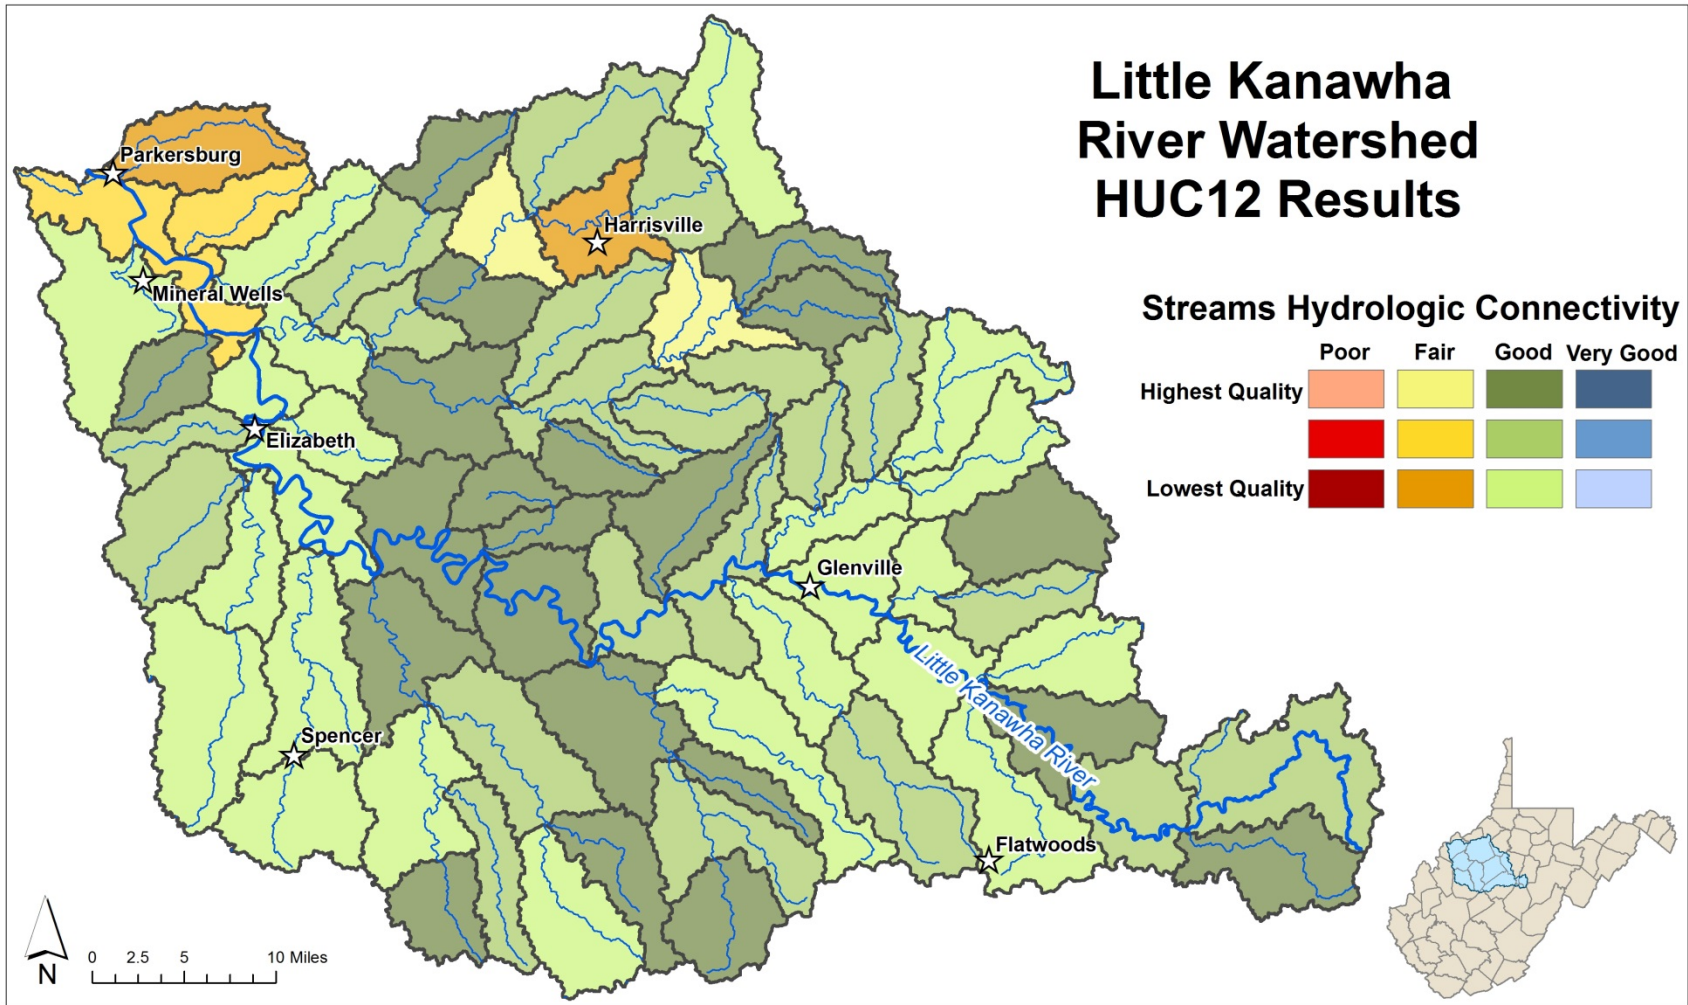 Little Kanawha
River Watershed
HUC12 Results
Streams Hydrologic Connectivity
Poor Fair Good Very Good
Highest Quality
Lowest Quality
Parkersburg
Harrisville
Mineral Wells
Elizabeth
Glenville
Little Kanawha River
Spencer
Flatwoods
N
0 2.5 5 10 Miles